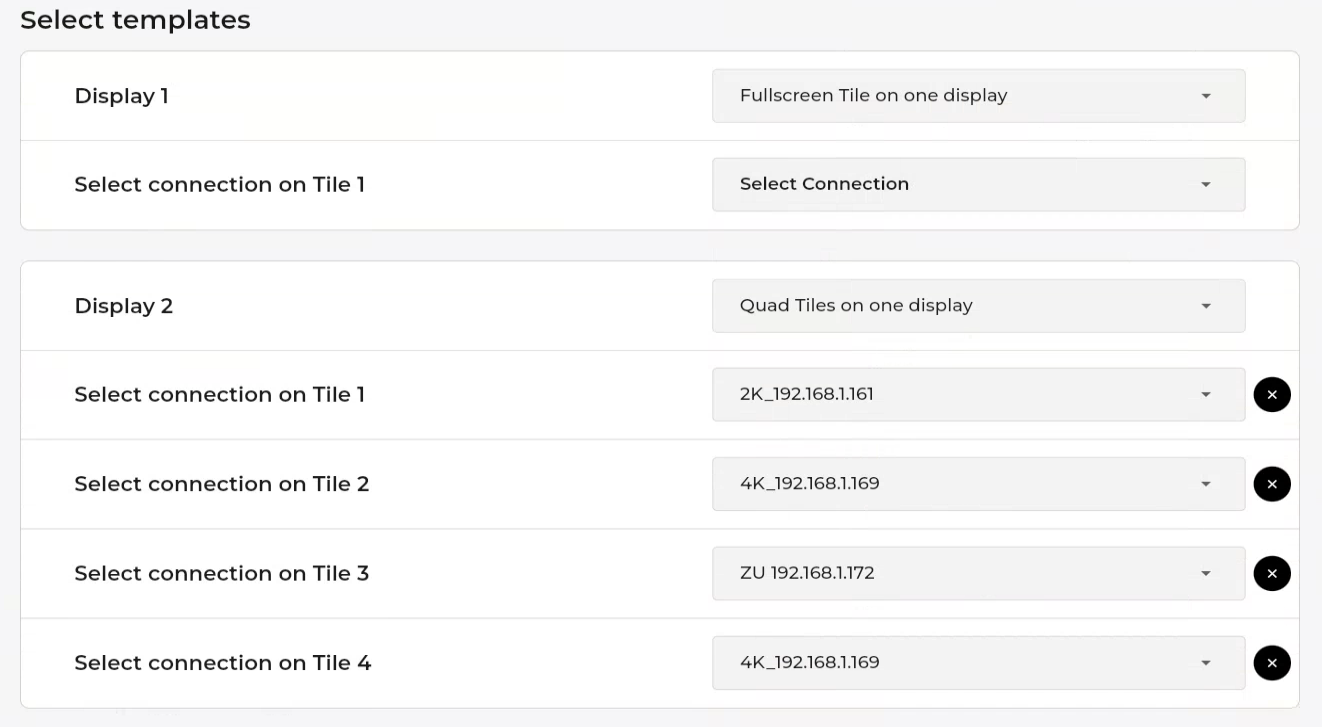 Select templates
Display 1
Fullscreen Tile on one display
Select connection on Tile 1
Select Connection
Display 2
Quad Tiles on one display
Select connection on Tile 1
2K_192.168.1.161
Select connection on Tile 2
4K_192.168.1.169
Select connection on Tile 3
ZU 192.168.1.172
Select connection on Tile 4
4K_192.168.1.169